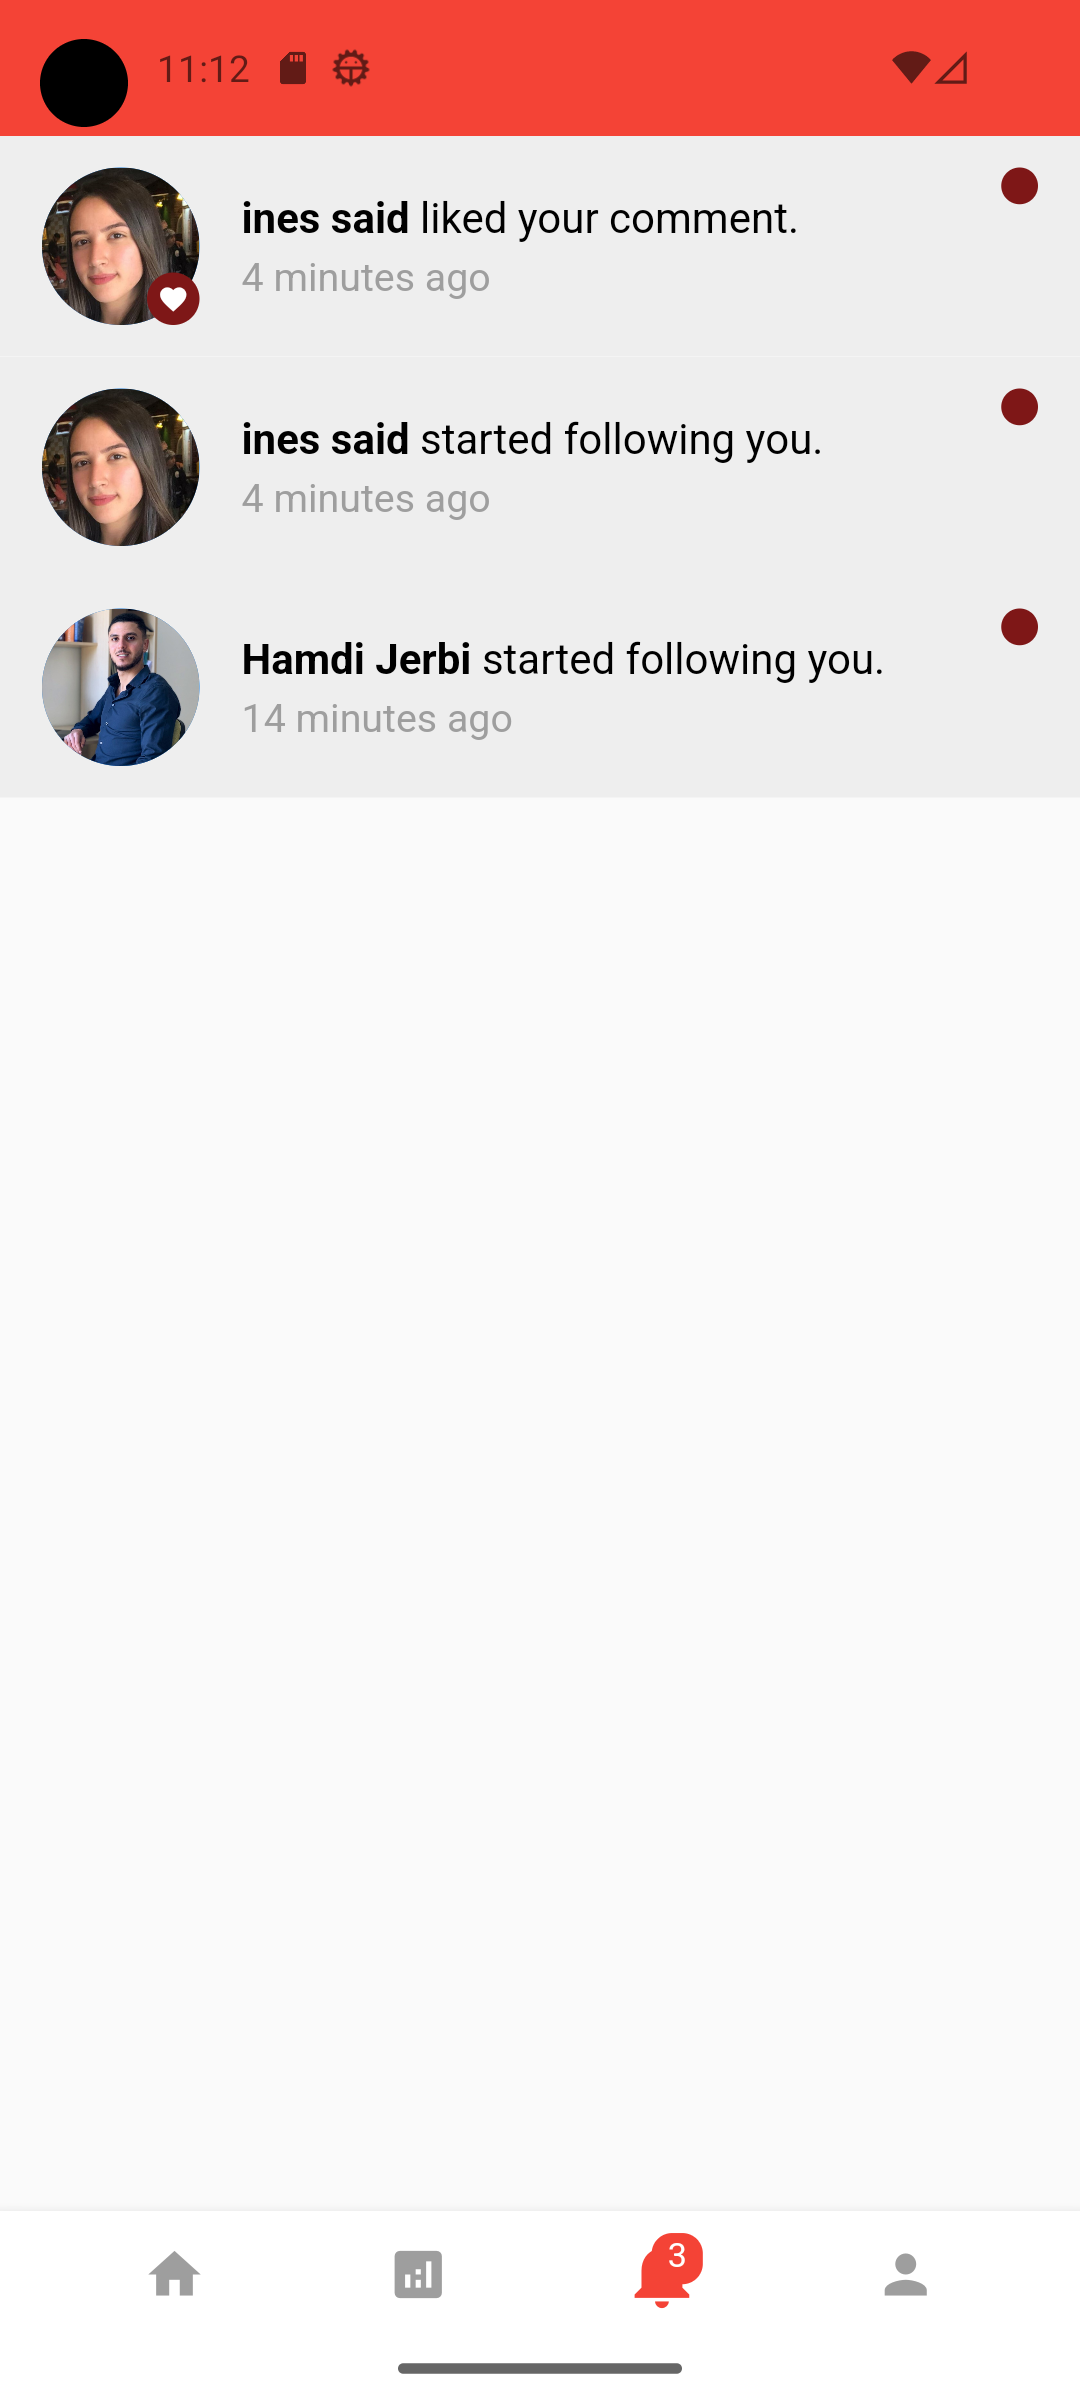 11:12
ines said liked your comment.
4 minutes ago
ines said started following you.
4 minutes ago
Hamdi Jerbi started following you.
14 minutes ago
3